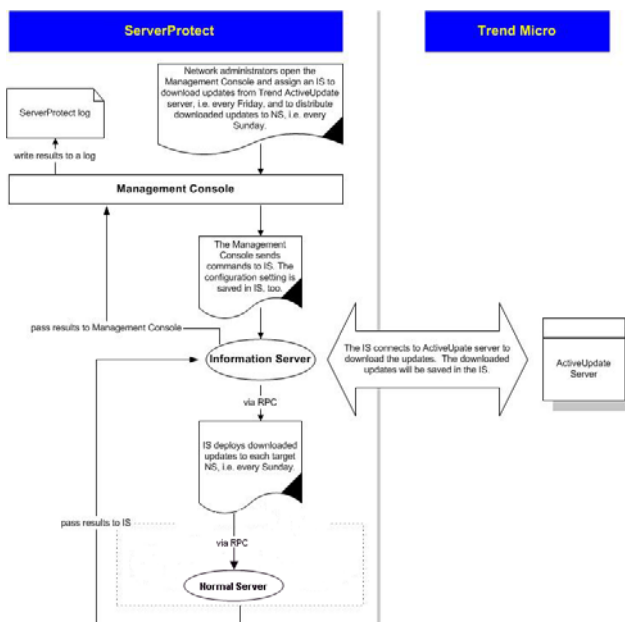 ServerProtect
Trend Micro
Network administrators open the
Management Console and assign an IS to
download updates from Trend ActiveUpdate
server, i.e. every Friday, and to distribute
downloaded updates to NS, i.e. every
Sunday.
ServerProtect log
write results to a log
Management Console
The Management
Console sends
commands to IS. The
configuration setting is
saved in IS, too.
pass results to Management Console
Information Server
The IS connects to ActiveUpate server to
download the updates. The downloaded
updates will be saved in the IS.
ActiveUpdate
Server
via RPC
IS deploys downloaded
updates to each target
NS, i.e. every Sunday.
pass results to IS
via RPC
Normal Server